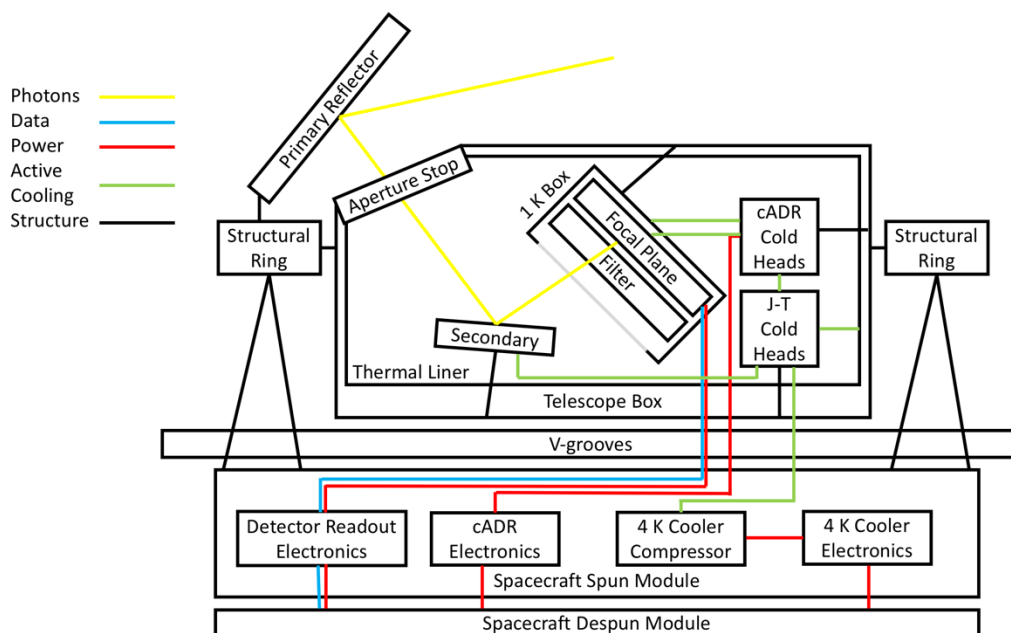 Photons
Data
Power
Active
Cooling
Structure
Primary Reflector
Aperture Stop
1 K Box
Focal Plane
Filter
cADR
Cold
Heads
Structural
Ring
Structural
Ring
J-T
Cold
Heads
Secondary
Thermal Liner
Telescope Box
V-grooves
Detector Readout
Electronics
cADR
Electronics
4 K Cooler
Compressor
4 K Cooler
Electronics
Spacecraft Spun Module
Spacecraft Despun Module